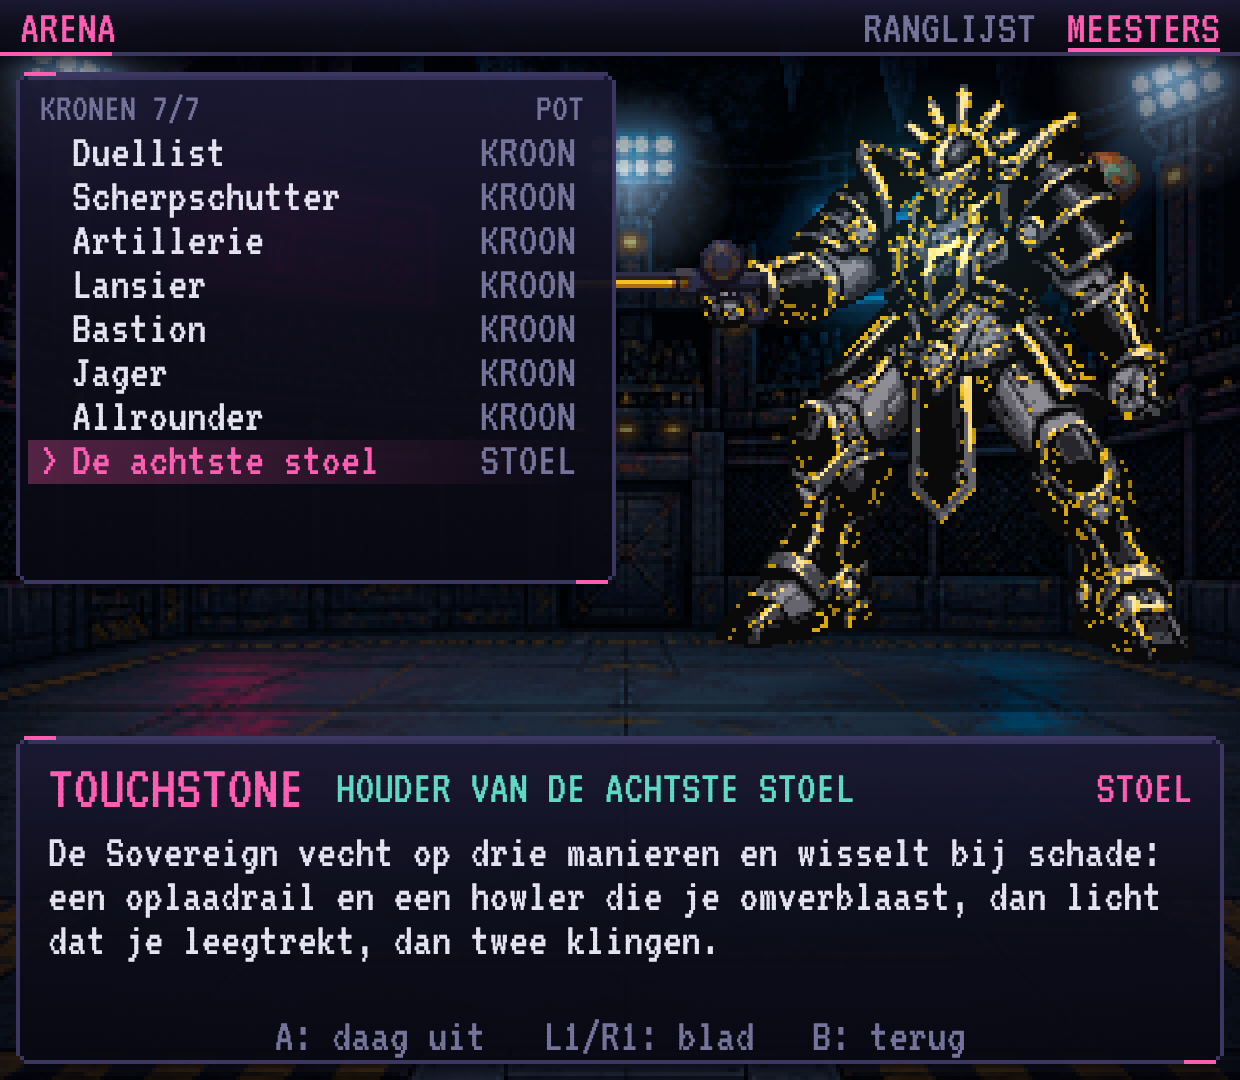 ARENA RANGLIJST MEESTERS
KRONEN 7/7 POT
Duellist KROON
Scherpschutter KROON
Artillerie KROON
Lansier KROON
Bastion KROON
Jager KROON
Allrounder KROON
> De achtste stoel STOEL
TOUCHSTONE HOUDER VAN DE ACHTSTE STOEL STOEL
De Sovereign vecht op drie manieren en wisselt bij schade:
een oplaadrail en een howler die je omverblaast, dan licht
dat je leegtrekt, dan twee klingen.
A: daag uit L1/R1: blad B: terug